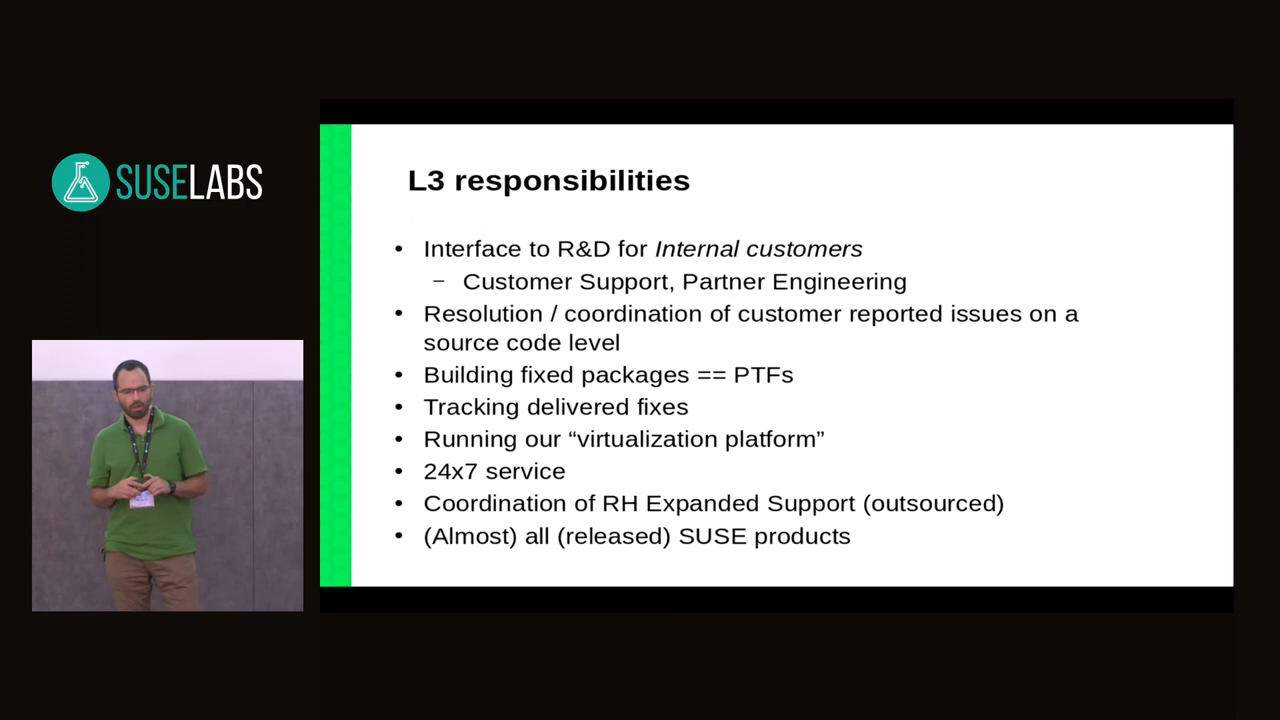 SUSELABS
L3 responsibilities
• Interface to R&D for Internal customers
– Customer Support, Partner Engineering
• Resolution / coordination of customer reported issues on a
source code level
• Building fixed packages == PTFs
• Tracking delivered fixes
• Running our “virtualization platform”
• 24x7 service
• Coordination of RH Expanded Support (outsourced)
• (Almost) all (released) SUSE products